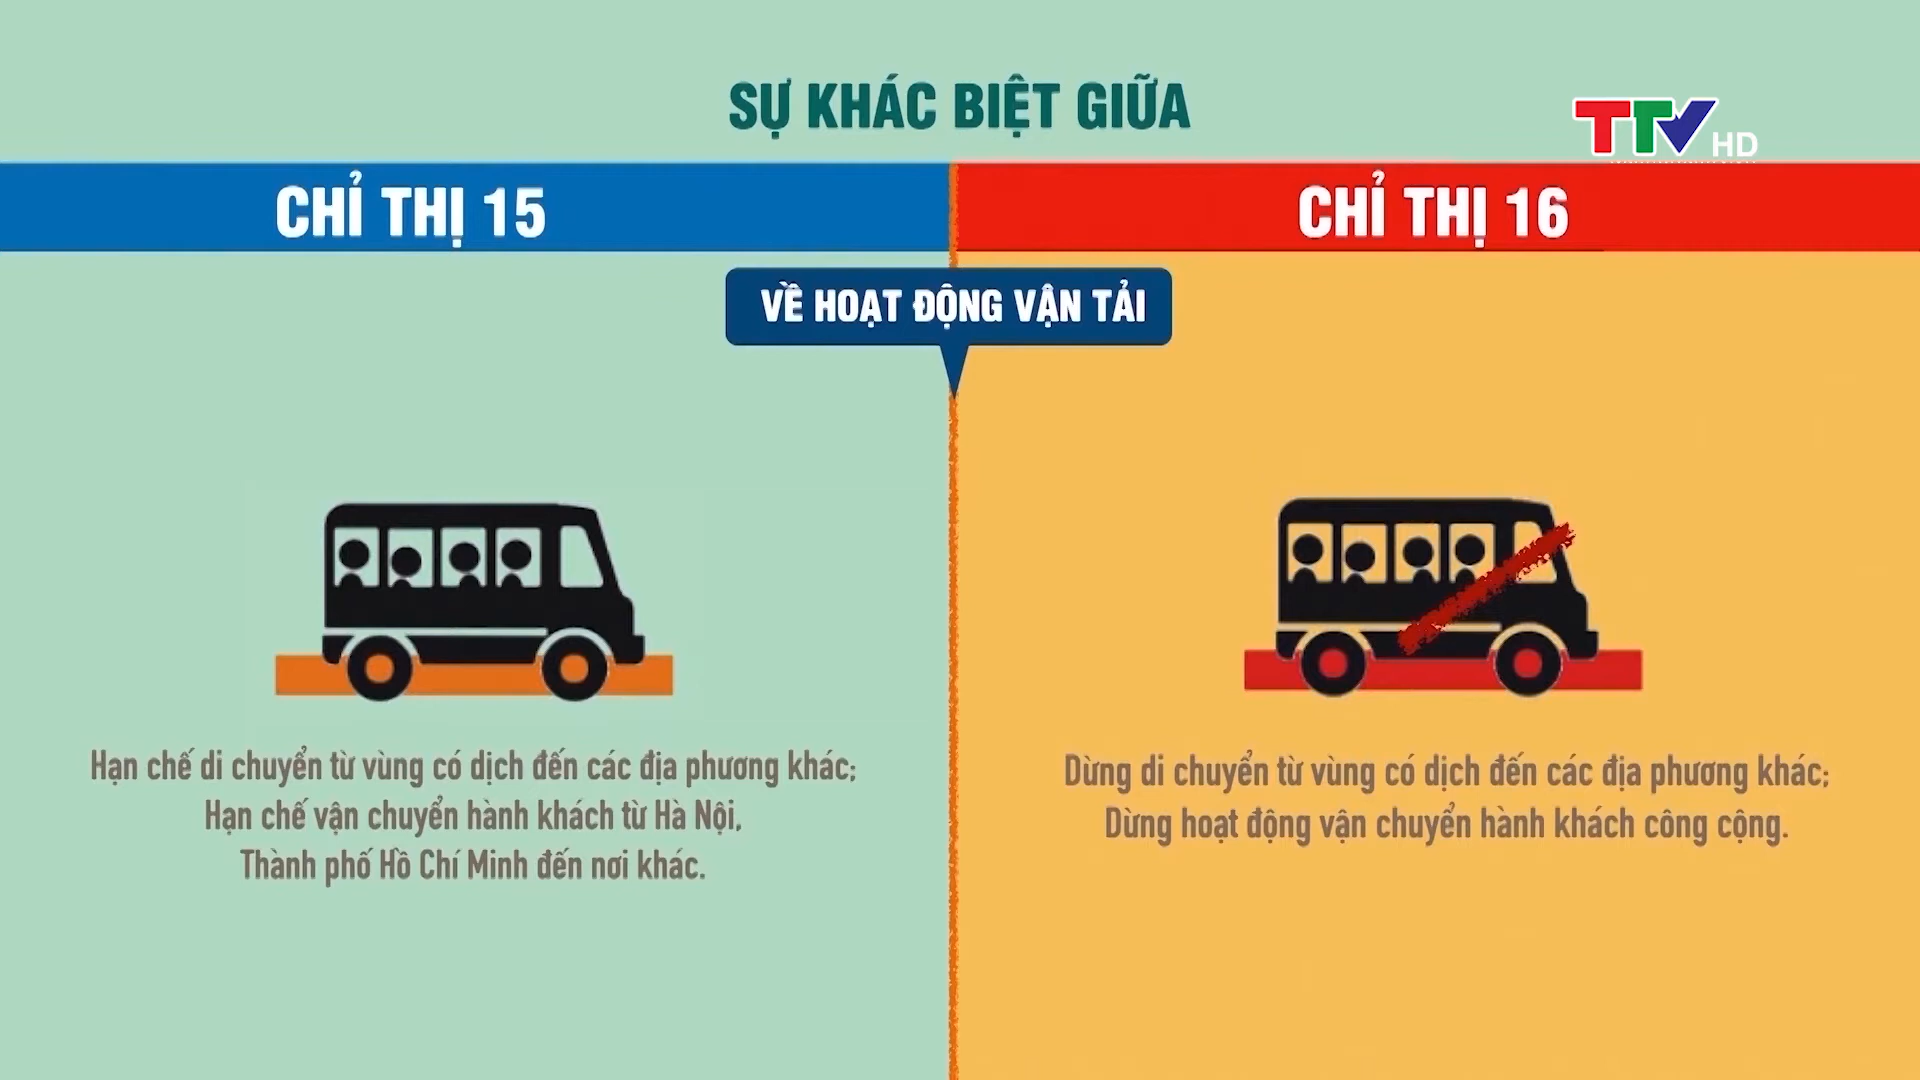 SỰ KHÁC BIỆT GIỮA
TTV HD
CHỈ THỊ 15
CHỈ THỊ 16
VỀ HOẠT ĐỘNG VẬN TẢI
Hạn chế di chuyển từ vùng có dịch đến các địa phương khác;
Hạn chế vận chuyển hành khách từ Hà Nội,
Thành phố Hồ Chí Minh đến nơi khác.
Dừng di chuyển từ vùng có dịch đến các địa phương khác;
Dừng hoạt động vận chuyển hành khách công cộng.